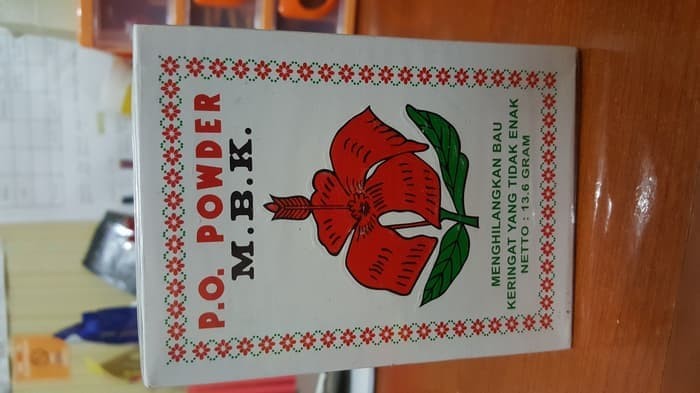 P.O. POWDER
M.B.K.
MENGHILANGKAN BAU
KERINGAT YANG TIDAK ENAK
NETTO : 13.6 GRAM